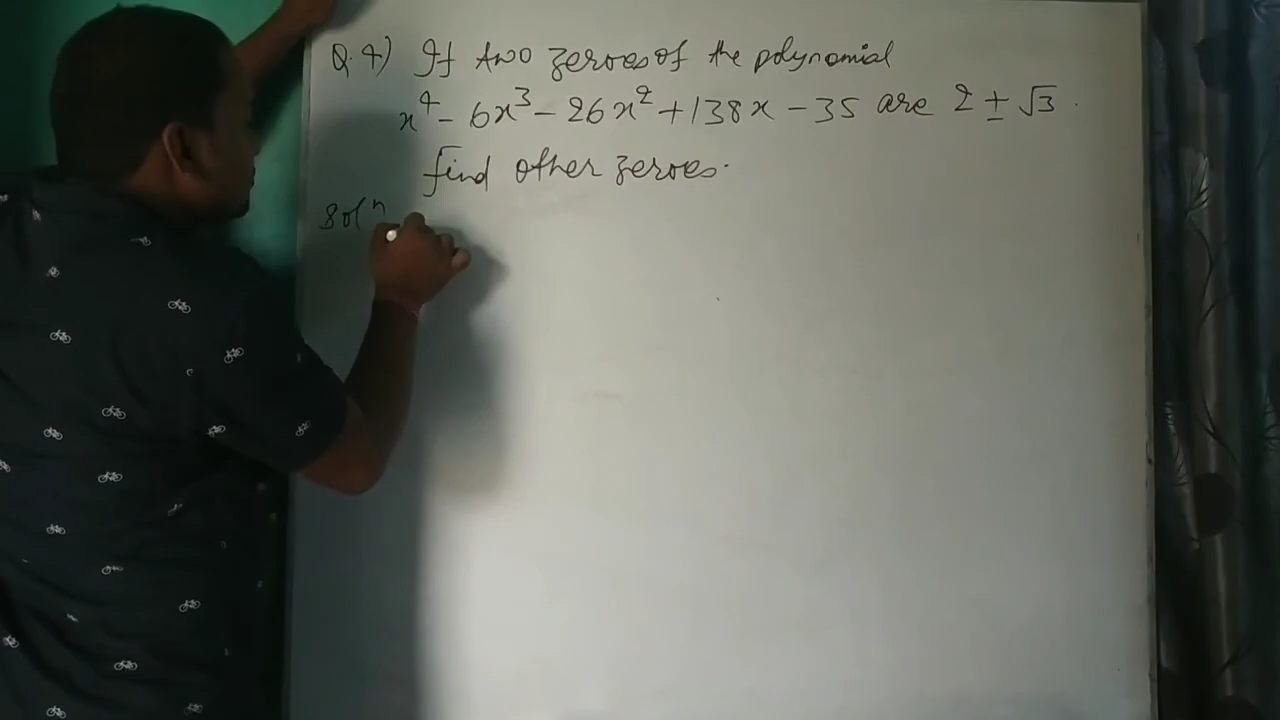 Q.4) If two zeroes of the polynomial
x⁴ - 6x³ - 26x² + 138x - 35 are 2 ± √3.
find other zeroes.
Solⁿ